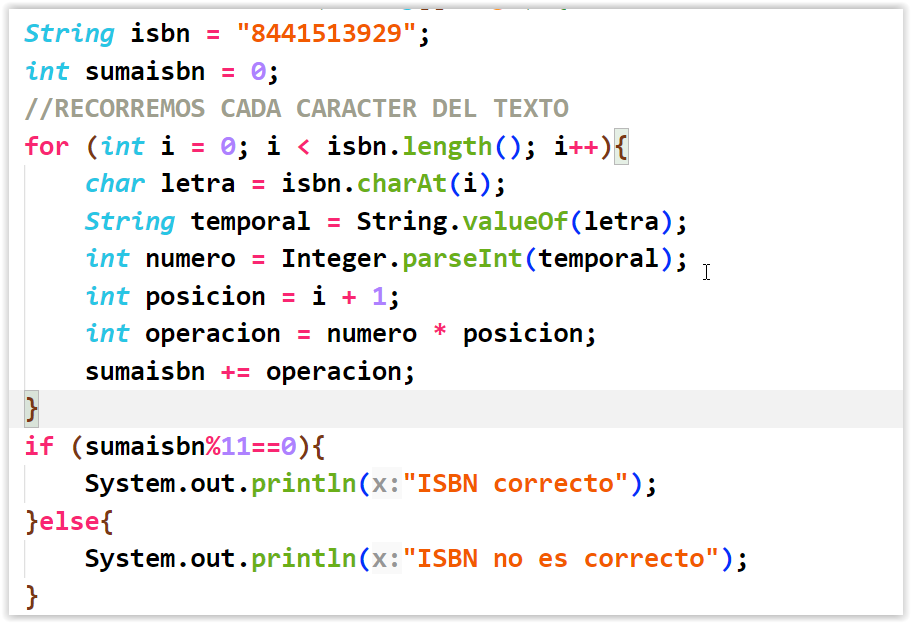 String isbn = "8441513929";
int sumaisbn = 0;
//RECORREMOS CADA CARACTER DEL TEXTO
for (int i = 0; i < isbn.length(); i++){
    char letra = isbn.charAt(i);
    String temporal = String.valueOf(letra);
    int numero = Integer.parseInt(temporal);
    int posicion = i + 1;
    int operacion = numero * posicion;
    sumaisbn += operacion;
}
if (sumaisbn%11==0){
    System.out.println(x:"ISBN correcto");
}else{
    System.out.println(x:"ISBN no es correcto");
}